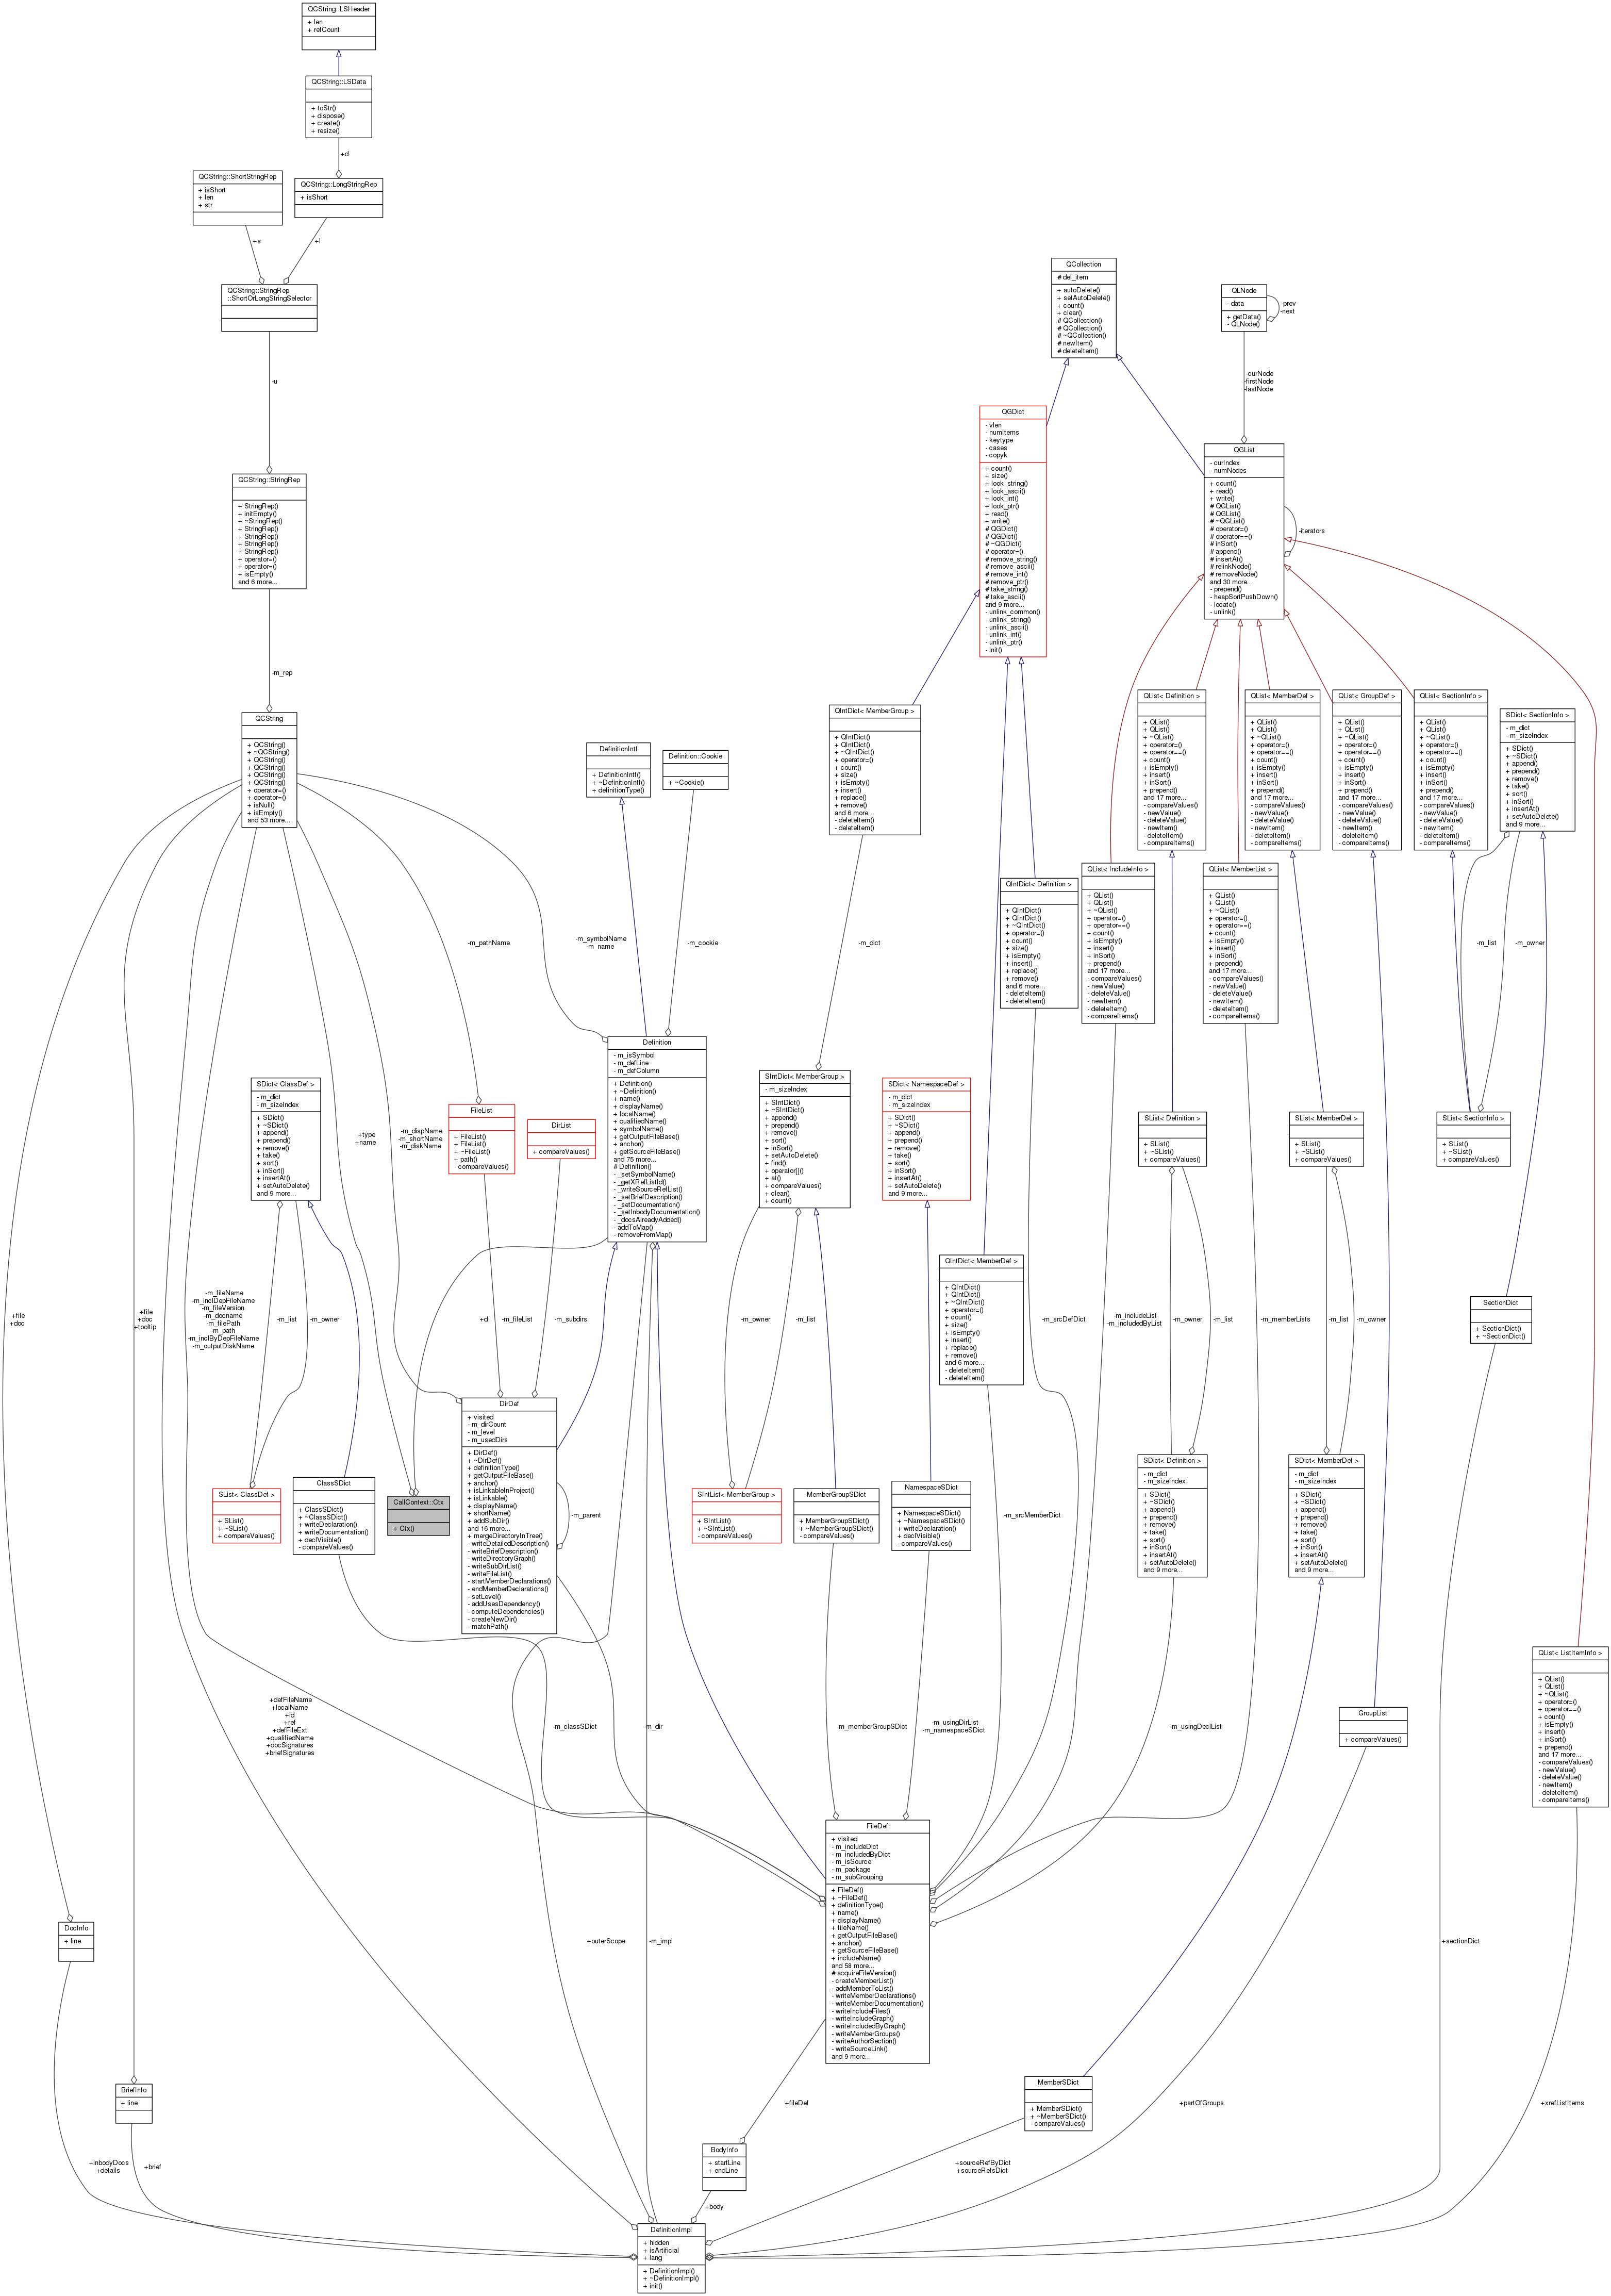 QCString::LSHeader
+ len
+ refCount
QCString::LSData
+ toStr()
+ dispose()
+ create()
+ resize()
+d
QCString::ShortStringRep
+ isShort
+ len
+ str
QCString::LongStringRep
+ isShort
+s
+l
QCString::StringRep
::ShortOrLongStringSelector
-u
QCString::StringRep
+ StringRep()
+ initEmpty()
+ ~StringRep()
+ StringRep()
+ StringRep()
+ StringRep()
+ StringRep()
+ operator=()
+ operator=()
+ isEmpty()
and 6 more...
-m_rep
QCString
+ QCString()
+ ~QCString()
+ QCString()
+ QCString()
+ QCString()
+ QCString()
+ operator=()
+ operator=()
+ isNull()
+ isEmpty()
and 53 more...
QCollection
# del_item
+ autoDelete()
+ setAutoDelete()
+ count()
+ clear()
# QCollection()
# QCollection()
# ~QCollection()
# newItem()
# deleteItem()
QLNode
- data
+ getData()
- QLNode()
-prev
-next
-curNode
-firstNode
-lastNode
QGDict
- vlen
- numItems
- keytype
- cases
- copyk
+ count()
+ size()
+ look_string()
+ look_ascii()
+ look_int()
+ look_ptr()
+ read()
+ write()
# QGDict()
# QGDict()
# ~QGDict()
# operator=()
# remove_string()
# remove_ascii()
# remove_int()
# remove_ptr()
# take_string()
# take_ascii()
and 9 more...
- unlink_common()
- unlink_string()
- unlink_ascii()
- unlink_int()
- unlink_ptr()
- init()
QGList
- curIndex
- numNodes
+ count()
+ read()
+ write()
# QGList()
# QGList()
# ~QGList()
# operator=()
# operator==()
# inSort()
# append()
# insertAt()
# relinkNode()
# removeNode()
and 30 more...
- prepend()
- heapSortPushDown()
- locate()
- unlink()
-iterators
QIntDict< MemberGroup >
+ QIntDict()
+ QIntDict()
+ ~QIntDict()
+ operator=()
+ count()
+ size()
+ isEmpty()
+ insert()
+ replace()
+ remove()
and 6 more...
- deleteItem()
- deleteItem()
QList< Definition >
+ QList()
+ QList()
+ ~QList()
+ operator=()
+ operator==()
+ count()
+ isEmpty()
+ insert()
+ inSort()
+ prepend()
and 17 more...
- compareValues()
- newValue()
- deleteValue()
- newItem()
- deleteItem()
- compareItems()
QList< MemberDef >
+ QList()
+ QList()
+ ~QList()
+ operator=()
+ operator==()
+ count()
+ isEmpty()
+ insert()
+ inSort()
+ prepend()
and 17 more...
- compareValues()
- newValue()
- deleteValue()
- newItem()
- deleteItem()
- compareItems()
QList< GroupDef >
+ QList()
+ QList()
+ ~QList()
+ operator=()
+ operator==()
+ count()
+ isEmpty()
+ insert()
+ inSort()
+ prepend()
and 17 more...
- compareValues()
- newValue()
- deleteValue()
- newItem()
- deleteItem()
- compareItems()
QList< SectionInfo >
+ QList()
+ QList()
+ ~QList()
+ operator=()
+ operator==()
+ count()
+ isEmpty()
+ insert()
+ inSort()
+ prepend()
and 17 more...
- compareValues()
- newValue()
- deleteValue()
- newItem()
- deleteItem()
- compareItems()
SDict< SectionInfo >
- m_dict
- m_sizeIndex
+ SDict()
+ ~SDict()
+ append()
+ prepend()
+ remove()
+ take()
+ sort()
+ inSort()
+ insertAt()
+ setAutoDelete()
and 9 more...
DefinitionIntf
+ DefinitionIntf()
+ ~DefinitionIntf()
+ definitionType()
Definition::Cookie
+ ~Cookie()
QIntDict< Definition >
+ QIntDict()
+ QIntDict()
+ ~QIntDict()
+ operator=()
+ count()
+ size()
+ isEmpty()
+ insert()
+ replace()
+ remove()
and 6 more...
- deleteItem()
- deleteItem()
QList< IncludeInfo >
+ QList()
+ QList()
+ ~QList()
+ operator=()
+ operator==()
+ count()
+ isEmpty()
+ insert()
+ inSort()
+ prepend()
and 17 more...
- compareValues()
- newValue()
- deleteValue()
- newItem()
- deleteItem()
- compareItems()
QList< MemberList >
+ QList()
+ QList()
+ ~QList()
+ operator=()
+ operator==()
+ count()
+ isEmpty()
+ insert()
+ inSort()
+ prepend()
and 17 more...
- compareValues()
- newValue()
- deleteValue()
- newItem()
- deleteItem()
- compareItems()
-m_pathName
-m_symbolName
-m_name
-m_cookie
-m_dict
-m_list
-m_owner
Definition
- m_isSymbol
- m_defLine
- m_defColumn
+ Definition()
+ ~Definition()
+ name()
+ displayName()
+ localName()
+ qualifiedName()
+ symbolName()
+ getOutputFileBase()
+ anchor()
+ getSourceFileBase()
and 75 more...
# Definition()
- _setSymbolName()
- _getXRefListId()
- _writeSourceRefList()
- _setBriefDescription()
- _setDocumentation()
- _setInbodyDocumentation()
- _docsAlreadyAdded()
- addToMap()
- removeFromMap()
SDict< ClassDef >
- m_dict
- m_sizeIndex
+ SDict()
+ ~SDict()
+ append()
+ prepend()
+ remove()
+ take()
+ sort()
+ inSort()
+ insertAt()
+ setAutoDelete()
and 9 more...
+type
+name
-m_dispName
-m_shortName
-m_diskName
FileList
+ FileList()
+ FileList()
+ ~FileList()
+ path()
- compareValues()
DirList
+ compareValues()
SIntDict< MemberGroup >
- m_sizeIndex
+ SIntDict()
+ ~SIntDict()
+ append()
+ prepend()
+ remove()
+ sort()
+ inSort()
+ setAutoDelete()
+ find()
+ operator[]()
+ at()
+ compareValues()
+ clear()
+ count()
SDict< NamespaceDef >
- m_dict
- m_sizeIndex
+ SDict()
+ ~SDict()
+ append()
+ prepend()
+ remove()
+ take()
+ sort()
+ inSort()
+ insertAt()
+ setAutoDelete()
and 9 more...
SList< Definition >
+ SList()
+ ~SList()
+ compareValues()
SList< MemberDef >
+ SList()
+ ~SList()
+ compareValues()
SList< SectionInfo >
+ SList()
+ ~SList()
+ compareValues()
QIntDict< MemberDef >
+ QIntDict()
+ QIntDict()
+ ~QIntDict()
+ operator=()
+ count()
+ size()
+ isEmpty()
+ insert()
+ replace()
+ remove()
and 6 more...
- deleteItem()
- deleteItem()
SectionDict
+ SectionDict()
+ ~SectionDict()
+file
+doc
+file
+doc
+tooltip
-m_fileName
-m_inclDepFileName
-m_fileVersion
-m_docname
-m_filePath
-m_path
-m_inclByDepFileName
-m_outputDiskName
-m_list
-m_owner
+d
-m_fileList
-m_subdirs
-m_owner
-m_list
-m_srcDefDict
-m_includeList
-m_includedByList
-m_owner
-m_list
-m_memberLists
-m_list
-m_owner
SList< ClassDef >
+ SList()
+ ~SList()
+ compareValues()
ClassSDict
+ ClassSDict()
+ ~ClassSDict()
+ writeDeclaration()
+ writeDocumentation()
+ declVisible()
- compareValues()
CallContext::Ctx
+ Ctx()
DirDef
+ visited
- m_dirCount
- m_level
- m_usedDirs
+ DirDef()
+ ~DirDef()
+ definitionType()
+ getOutputFileBase()
+ anchor()
+ isLinkableInProject()
+ isLinkable()
+ displayName()
+ shortName()
+ addSubDir()
and 16 more...
+ mergeDirectoryInTree()
- writeDetailedDescription()
- writeBriefDescription()
- writeDirectoryGraph()
- writeSubDirList()
- writeFileList()
- startMemberDeclarations()
- endMemberDeclarations()
- setLevel()
- addUsesDependency()
- computeDependencies()
- createNewDir()
- matchPath()
-m_parent
SIntList< MemberGroup >
+ SIntList()
+ ~SIntList()
- compareValues()
MemberGroupSDict
+ MemberGroupSDict()
+ ~MemberGroupSDict()
- compareValues()
NamespaceSDict
+ NamespaceSDict()
+ ~NamespaceSDict()
+ writeDeclaration()
+ declVisible()
- compareValues()
-m_srcMemberDict
SDict< Definition >
- m_dict
- m_sizeIndex
+ SDict()
+ ~SDict()
+ append()
+ prepend()
+ remove()
+ take()
+ sort()
+ inSort()
+ insertAt()
+ setAutoDelete()
and 9 more...
SDict< MemberDef >
- m_dict
- m_sizeIndex
+ SDict()
+ ~SDict()
+ append()
+ prepend()
+ remove()
+ take()
+ sort()
+ inSort()
+ insertAt()
+ setAutoDelete()
and 9 more...
QList< ListItemInfo >
+ QList()
+ QList()
+ ~QList()
+ operator=()
+ operator==()
+ count()
+ isEmpty()
+ insert()
+ inSort()
+ prepend()
and 17 more...
- compareValues()
- newValue()
- deleteValue()
- newItem()
- deleteItem()
- compareItems()
+defFileName
+localName
+id
+ref
+defFileExt
+qualifiedName
+docSignatures
+briefSignatures
-m_classSDict
-m_dir
-m_memberGroupSDict
-m_usingDirList
-m_namespaceSDict
-m_usingDeclList
GroupList
+ compareValues()
FileDef
+ visited
- m_includeDict
- m_includedByDict
- m_isSource
- m_package
- m_subGrouping
+ FileDef()
+ ~FileDef()
+ definitionType()
+ name()
+ displayName()
+ fileName()
+ getOutputFileBase()
+ anchor()
+ getSourceFileBase()
+ includeName()
and 58 more...
# acquireFileVersion()
- createMemberList()
- addMemberToList()
- writeMemberDeclarations()
- writeMemberDocumentation()
- writeIncludeFiles()
- writeIncludeGraph()
- writeIncludedByGraph()
- writeMemberGroups()
- writeAuthorSection()
- writeSourceLink()
and 9 more...
DocInfo
+ line
+outerScope
-m_impl
+sectionDict
BriefInfo
+ line
MemberSDict
+ MemberSDict()
+ ~MemberSDict()
- compareValues()
+fileDef
+partOfGroups
+xrefListItems
BodyInfo
+ startLine
+ endLine
+inbodyDocs
+details
+brief
+sourceRefByDict
+sourceRefsDict
+body
DefinitionImpl
+ hidden
+ isArtificial
+ lang
+ DefinitionImpl()
+ ~DefinitionImpl()
+ init()